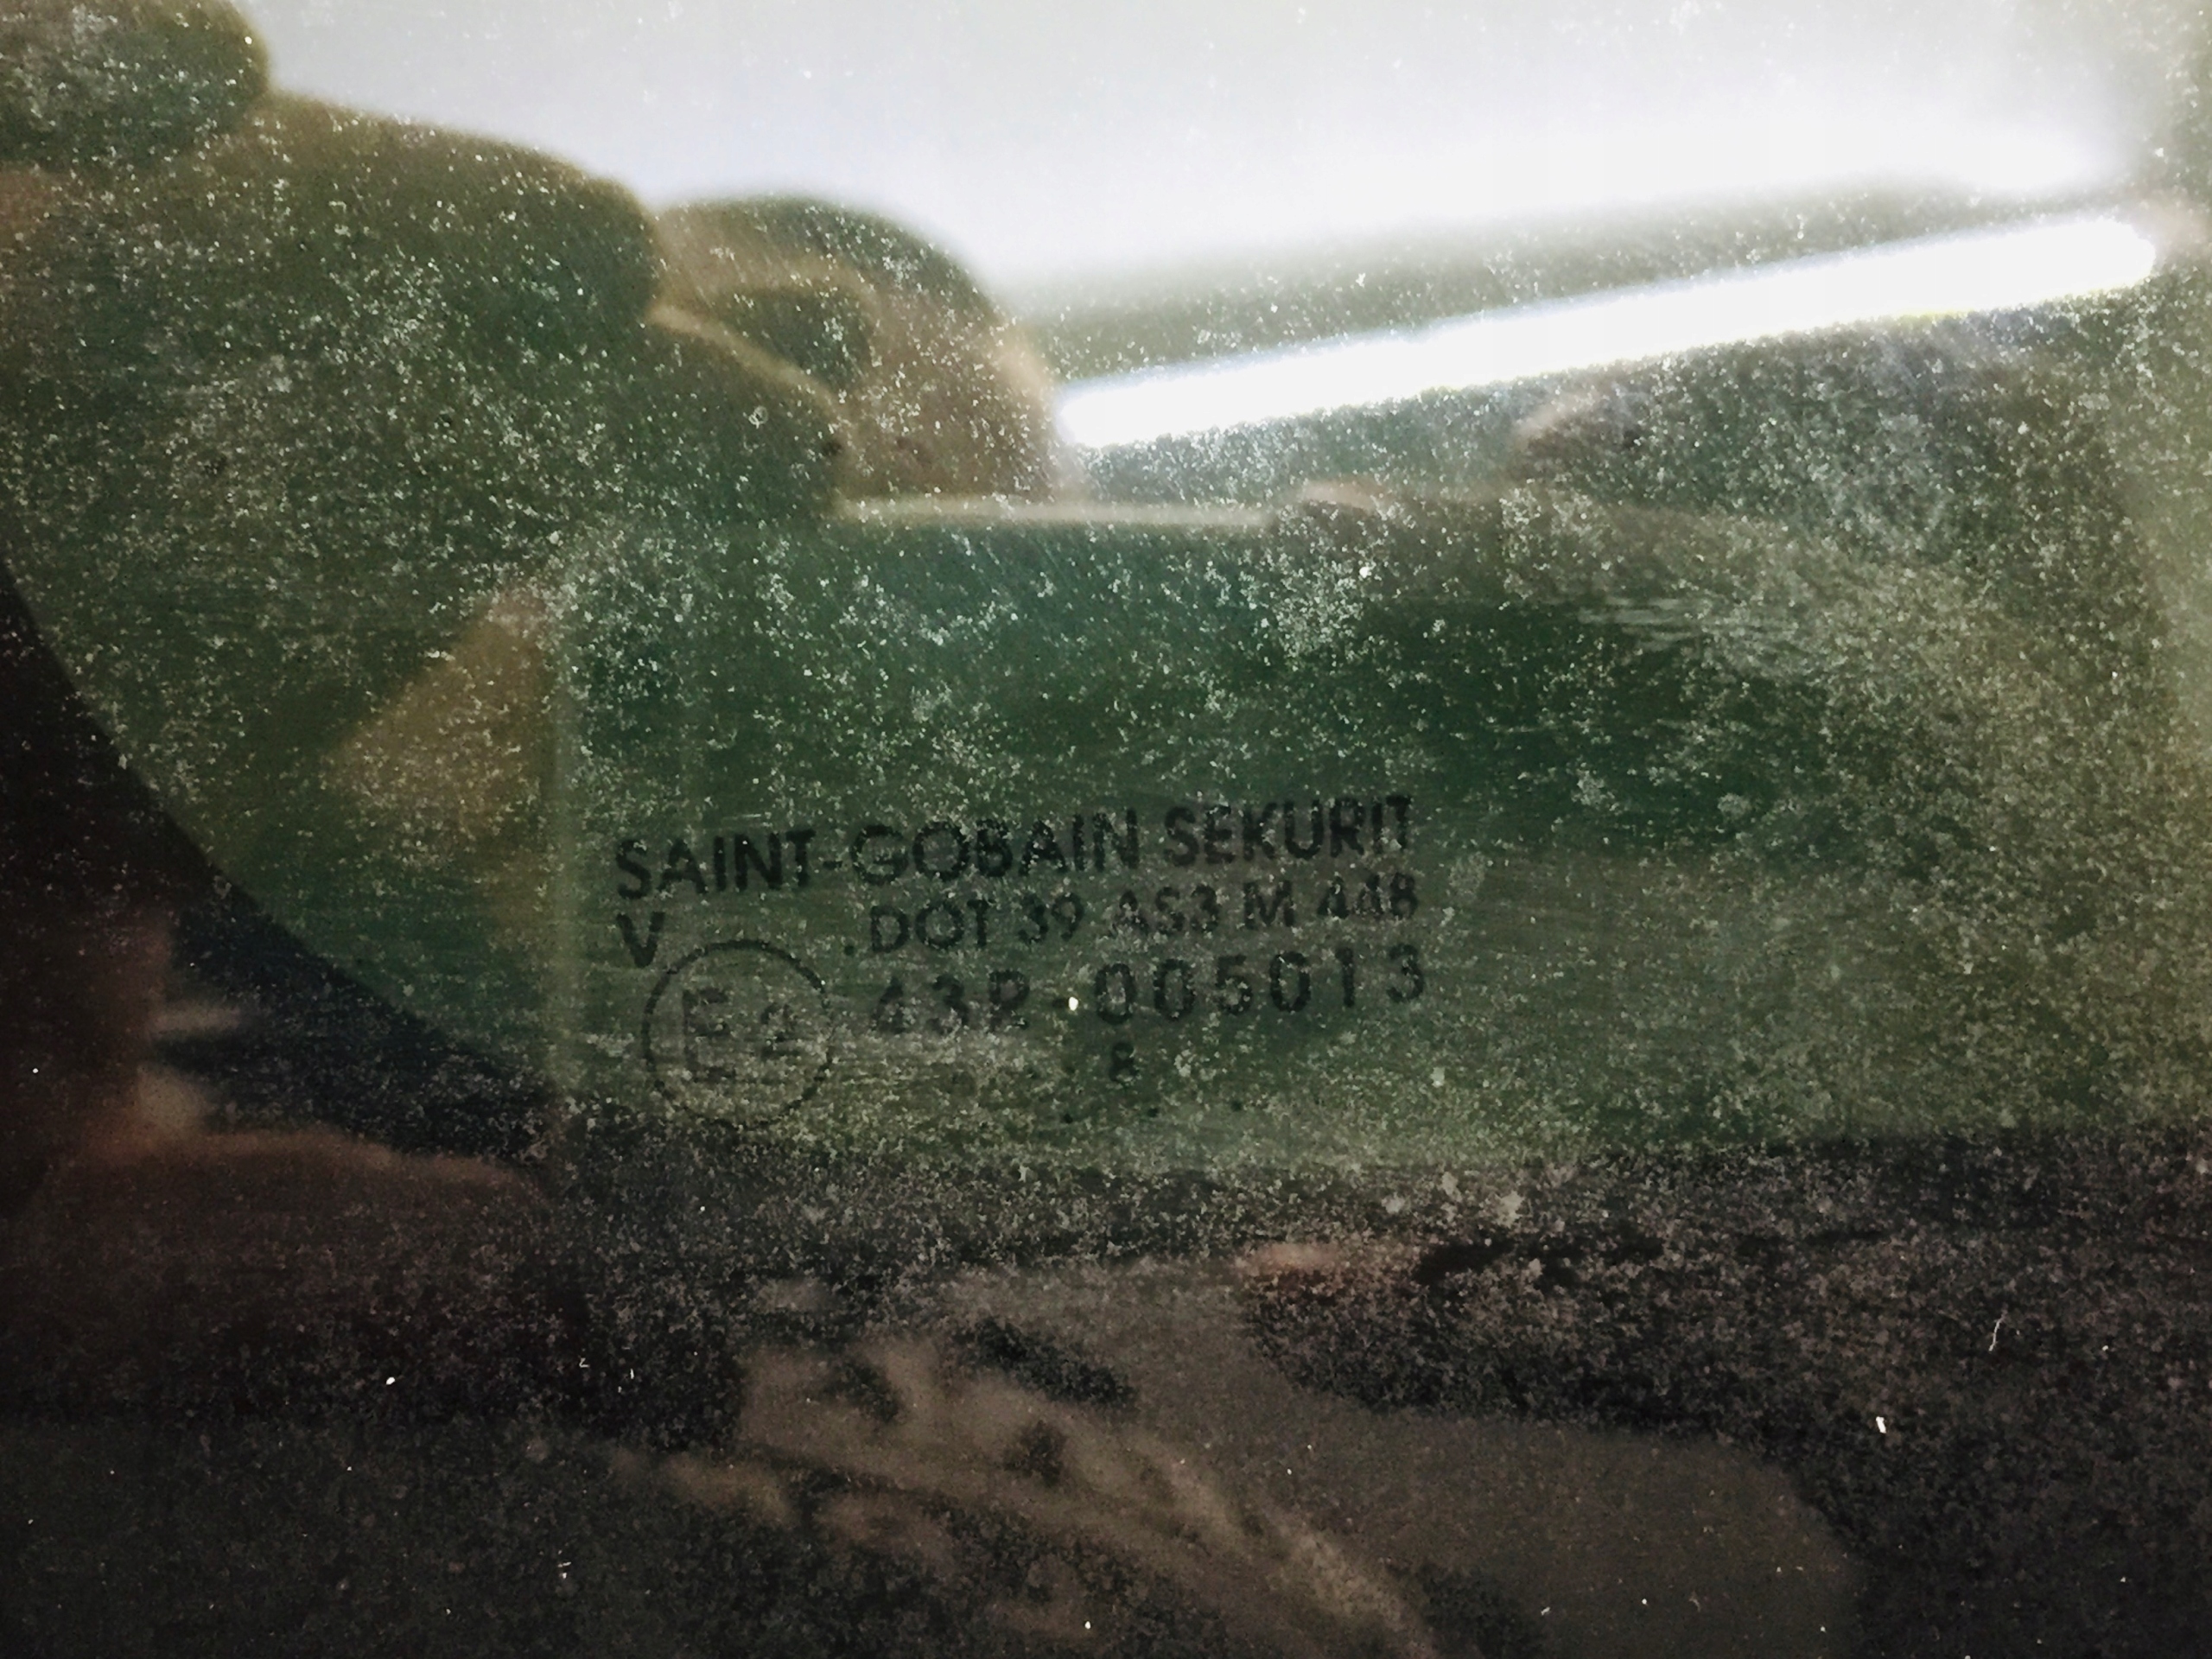 SAINT-GOBAIN SEKURIT
V .DOT 39 AS3 M 448
E2 43R-005013
8